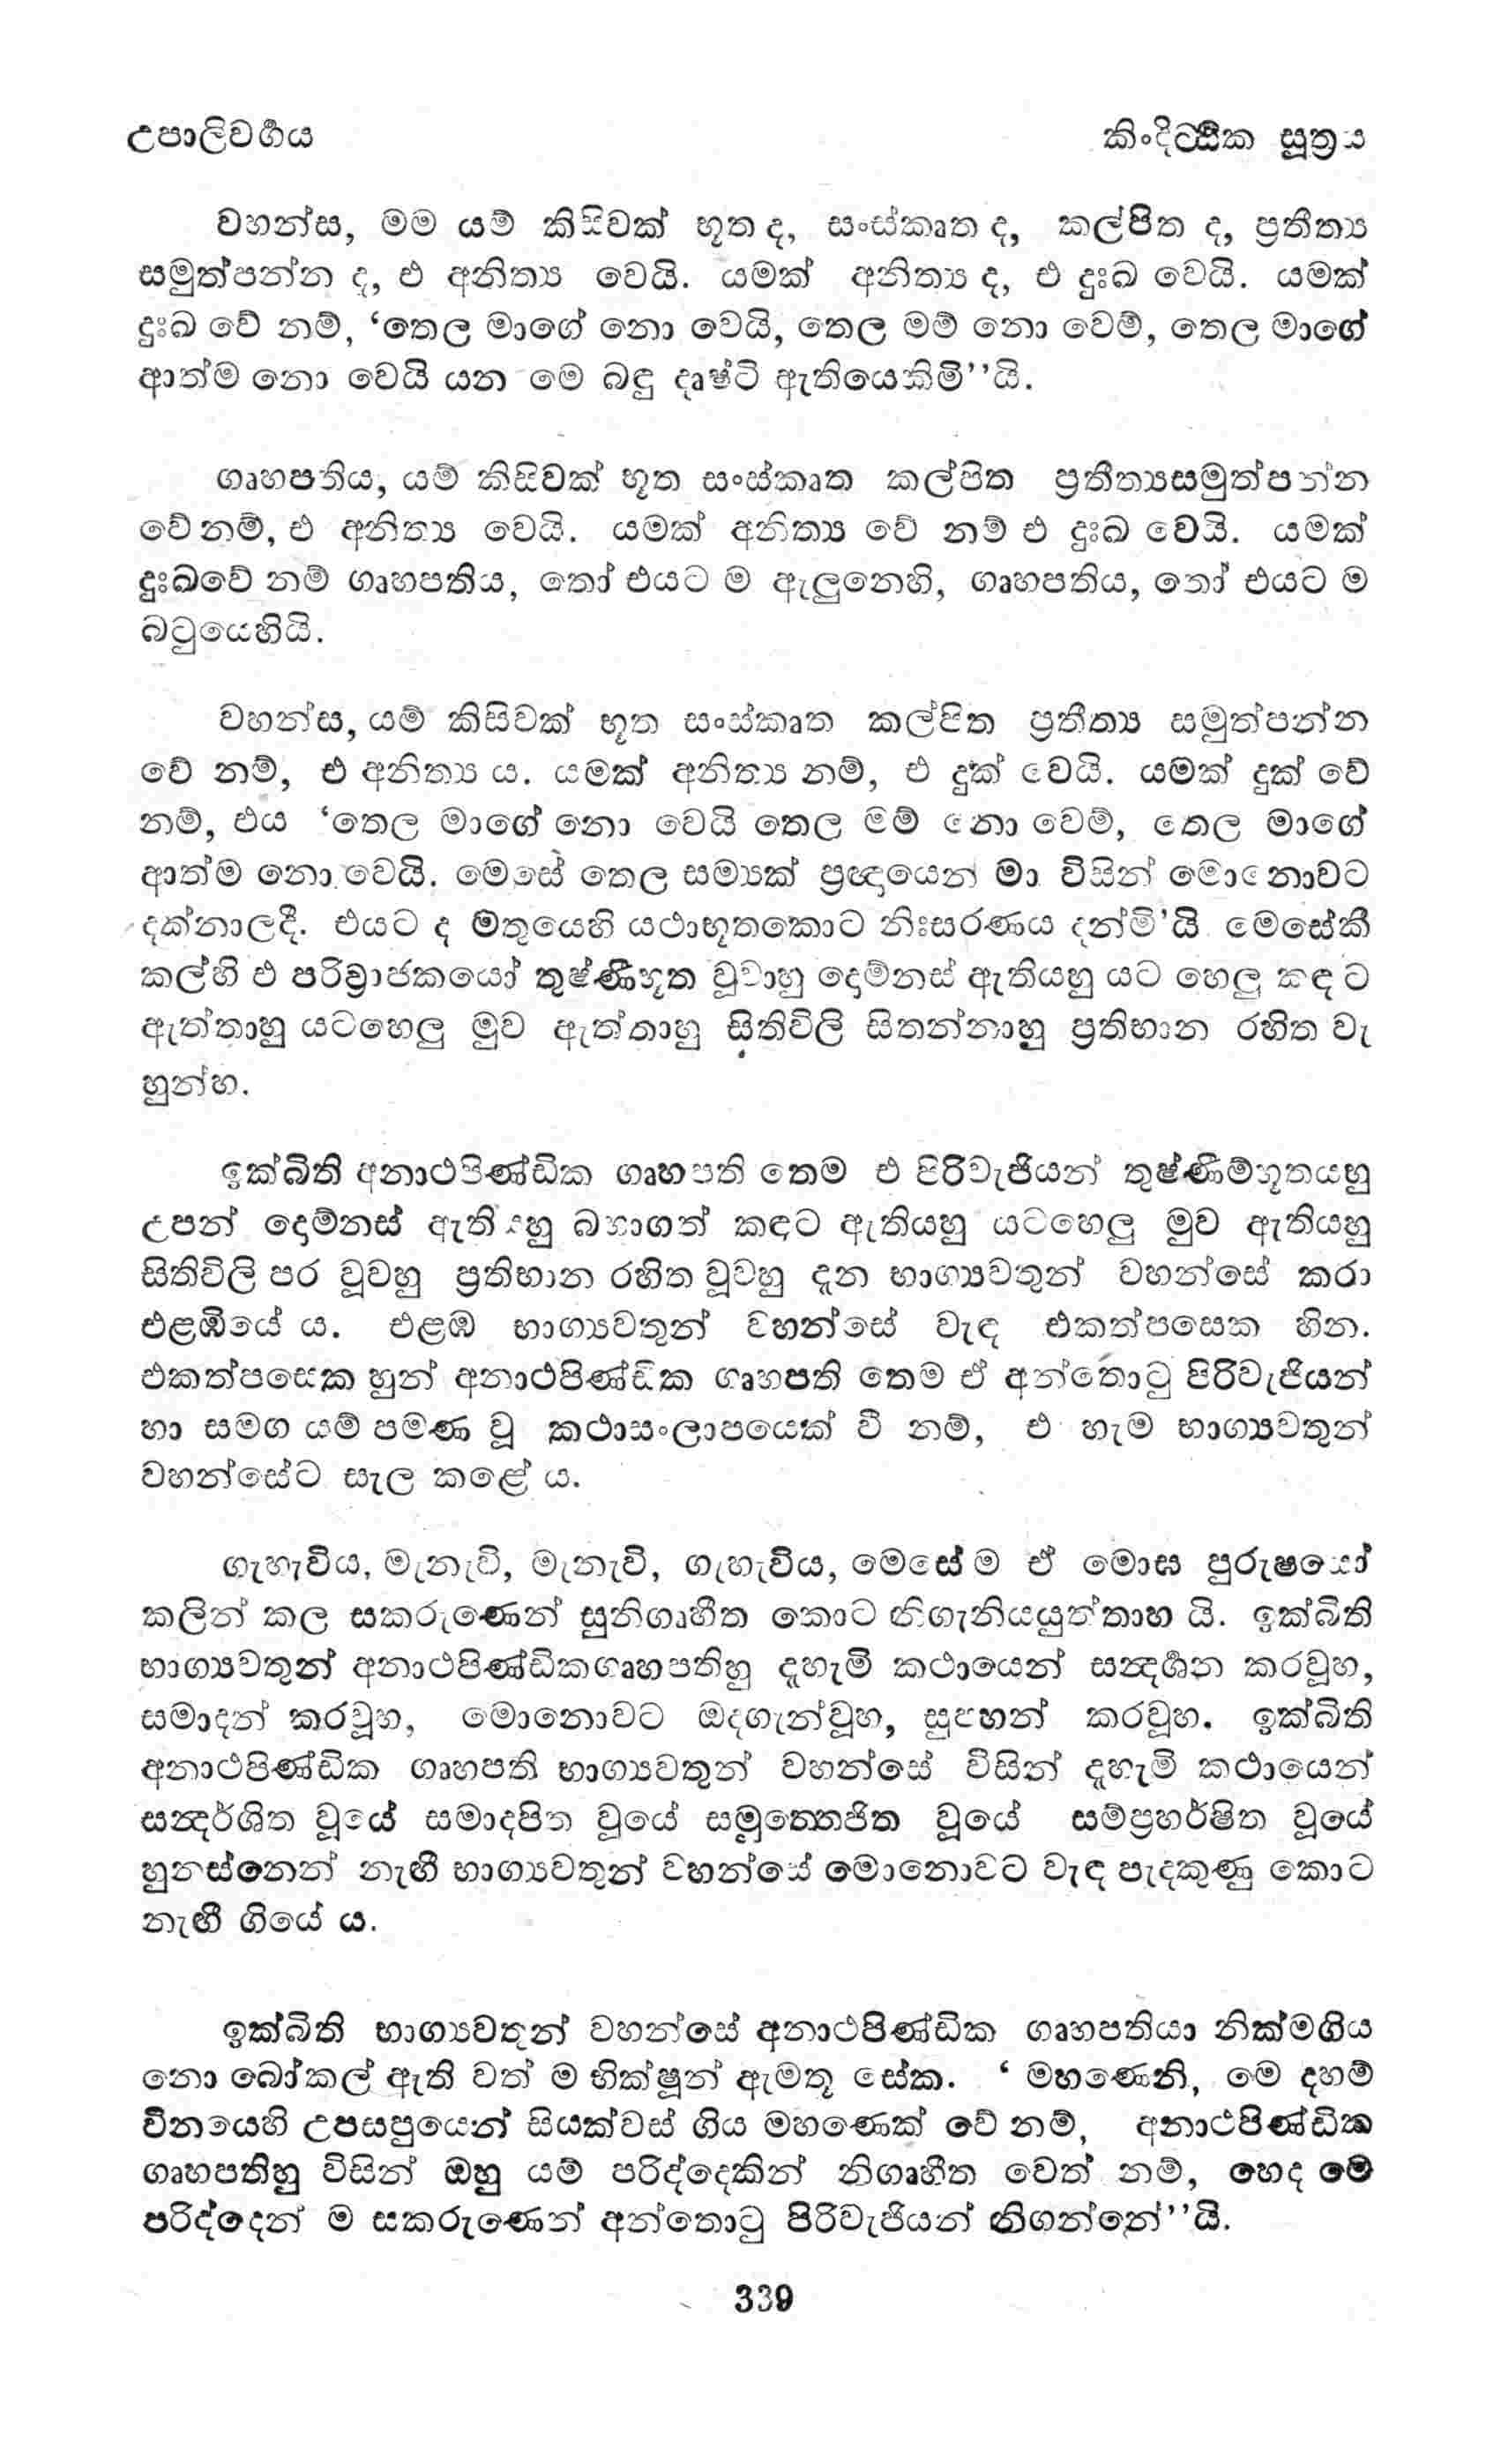 උපාලිවර්‍ගය
කිංදිට්ඨික සූත්‍රය
වහන්ස, මම යම් කිසිවක් භූත ද, සංස්කෘත ද, කල්පිත ද, ප්‍රතීත්‍ය
සමුත්පන්න ද, එ අනිත්‍ය වෙයි. යමක් අනිත්‍ය ද, එ දුඃඛ වෙයි. යමක්
දුඃඛ වේ නම්, ‘තෙල මාගේ නො වෙයි, තෙල මම් නො වෙම්, තෙල මාගේ
ආත්ම නො වෙයි යන මෙ බඳු දෘෂ්ටි ඇතියෙකිමි’’යි.
ගෘහපතිය, යම් කිසිවක් භූත සංස්කෘත කල්පිත ප්‍රතීත්‍යසමුත්පන්න
වේ නම්, එ අනිත්‍ය වෙයි. යමක් අනිත්‍ය වේ නම් එ දුඃඛ වෙයි. යමක්
දුඃඛවේ නම් ගෘහපතිය, තෝ එයට ම ඇලුනෙහි, ගෘහපතිය, තෝ එයට ම
බටුයෙහියි.
වහන්ස, යම් කිසිවක් භූත සංස්කෘත කල්පිත ප්‍රතීත්‍ය සමුත්පන්න
වේ නම්, එ අනිත්‍ය ය. යමක් අනිත්‍ය නම්, එ දුක් වෙයි. යමක් දුක් වේ
නම්, එය ‘තෙල මාගේ නො වෙයි තෙල මම් නො වෙම්, තෙල මාගේ
ආත්ම නො වෙයි. මෙසේ තෙල සම්‍යක් ප්‍රඥායෙන් මා විසින් මොනොවට
දක්නාලදී. එයට ද මතුයෙහි යථාභූතකොට නිඃසරණය දන්මි’යි මෙසේකී
කල්හි එ පරිව්‍රාජකයෝ තුෂ්ණීභූත වූවාහු දොම්නස් ඇතියහු යට හෙලු කඳ ට
ඇත්තාහු යටහෙලු මුව ඇත්තාහු සිතිවිලි සිතන්නාහු ප්‍රතිභාන රහිත වැ
හුන්හ.
ඉක්බිති අනාථපිණ්ඩික ගෘහපති තෙම එ පිරිවැජියන් තුෂ්ණීම්භූතයහු
උපන් දොම්නස් ඇතියහු බහාගත් කඳට ඇතියහු යටහෙලු මුව ඇතියහු
සිතිවිලි පර වූවහු ප්‍රතිභාන රහිත වූවහු දැන භාග්‍යවතුන් වහන්සේ කරා
එළඹියේ ය. එළඹ භාග්‍යවතුන් වහන්සේ වැඳ එකත්පසෙක හින.
එකත්පසෙක හුන් අනාථපිණ්ඩික ගෘහපති තෙම ඒ අන්තොටු පිරිවැජියන්
හා සමග යම් පමණ වූ කථාසංලාපයෙක් වී නම්, එ හැම භාග්‍යවතුන්
වහන්සේට සැල කළේ ය.
ගැහැවිය, මැනැවි, මැනැවි, ගැහැවිය, මෙසේ ම ඒ මොඝ පුරුෂයෝ
කලින් කල සකරුණෙන් සුනිගෘහීත කොට නිගැනියයුත්තාහ යි. ඉක්බිති
භාග්‍යවතුන් අනාථපිණ්ඩිකගෘහපතිහු දැහැමි කථායෙන් සන්‍දර්‍ශන කරවූහ,
සමාදන් කරවූහ, මොනොවට ඔදගැන්වූහ, සුපහන් කරවූහ. ඉක්බිති
අනාථපිණ්ඩික ගෘහපති භාග්‍යවතුන් වහන්සේ විසින් දැහැමි කථායෙන්
සන්‍දර්ශිත වූයේ සමාදපිත වූයේ සමුත්තෙජිත වූයේ සම්ප්‍රහර්ෂිත වූයේ
හුනස්නෙන් නැඟී භාග්‍යවතුන් වහන්සේ මොනොවට වැඳ පැදකුණු කොට
නැඟී ගියේ ය.
ඉක්බිති භාග්‍යවතුන් වහන්සේ අනාථපිණ්ඩික ගෘහපතියා නික්මගිය
නො බෝකල් ඇති වත් ම භික්ෂූන් ඇමතූ සේක. ‘ මහණෙනි, මෙ දහම්
විනයෙහි උපසපුයෙන් සියක්වස් ගිය මහණෙක් වේ නම්, අනාථපිණ්ඩික
ගෘහපතිහු විසින් ඔහු යම් පරිද්දෙකින් නිගෘහීත වෙත් නම්, හෙද මෙ
පරිද්දෙන් ම සකරුණෙන් අන්තොටු පිරිවැජියන් නිගන්නේ’’යි.
339